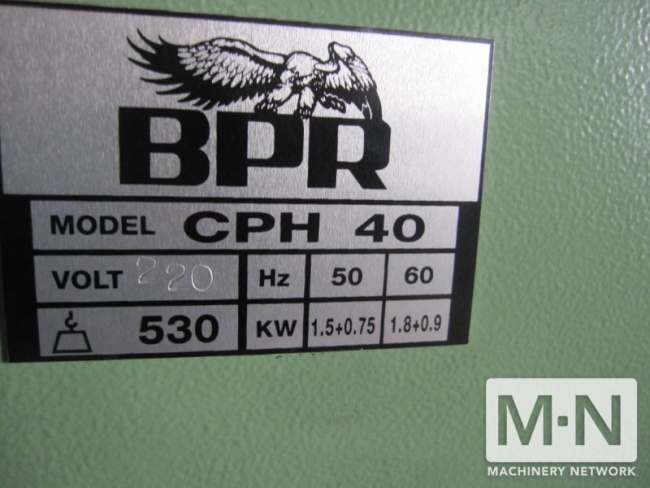 BPR
MODEL CPH 40
VOLT 220 Hz 50 60
530 KW 1.5+0.75 1.8+0.9
M·N
MACHINERY NETWORK